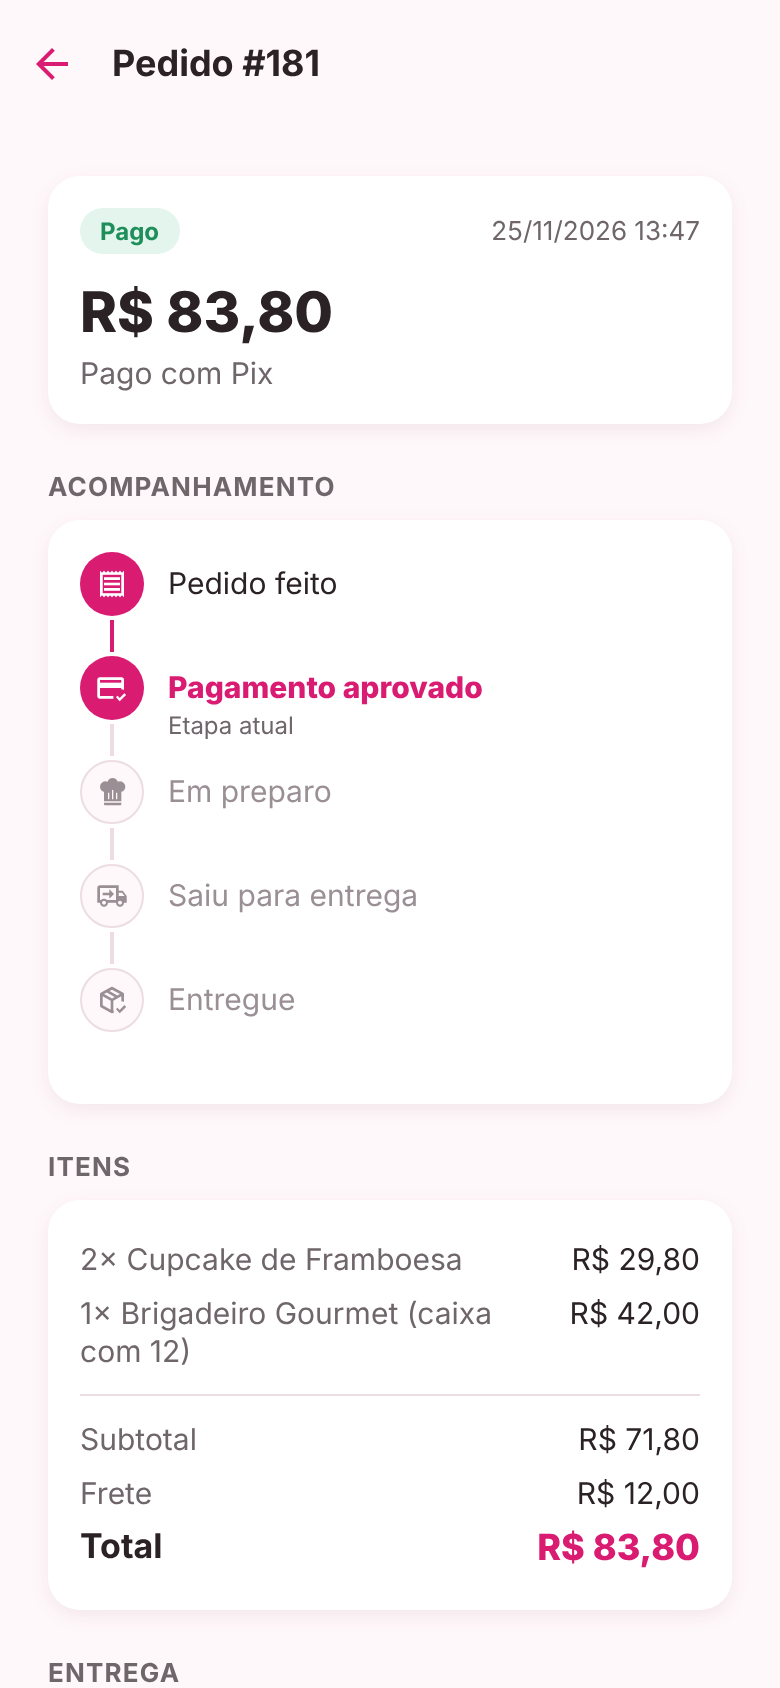 Pedido #181
Pago
25/11/2026 13:47
R$ 83,80
Pago com Pix
ACOMPANHAMENTO
Pedido feito
Pagamento aprovado
Etapa atual
Em preparo
Saiu para entrega
Entregue
ITENS
2× Cupcake de Framboesa R$ 29,80
1× Brigadeiro Gourmet (caixa R$ 42,00
com 12)
Subtotal R$ 71,80
Frete R$ 12,00
Total R$ 83,80
ENTREGA